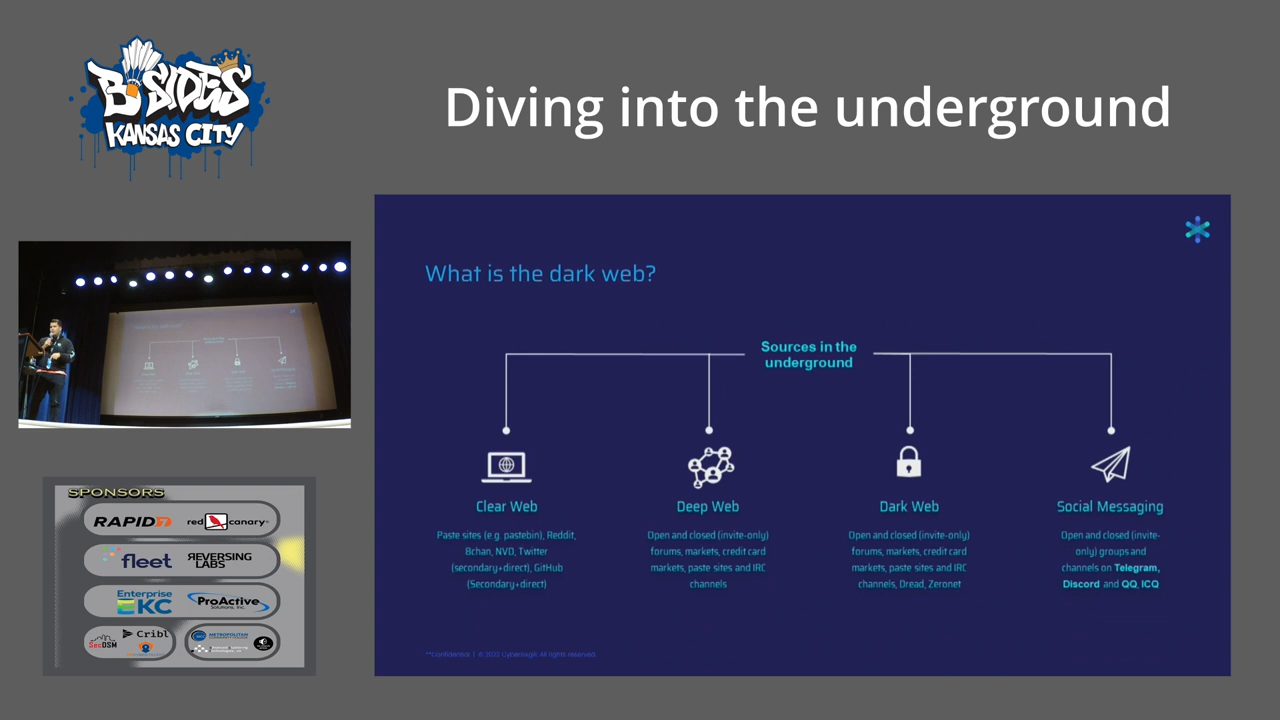 B·SIDES
KANSAS CITY
Diving into the underground
What is the dark web?
Sources in the
underground
Clear Web
Paste sites (e.g. pastebin), Reddit,
8chan, NVD, Twitter
(secondary+direct), GitHub
(Secondary+direct)
Deep Web
Open and closed (invite-only)
forums, markets, credit card
markets, paste sites and IRC
channels
Dark Web
Open and closed (invite-only)
forums, markets, credit card
markets, paste sites and IRC
channels, Dread, Zeronet
Social Messaging
Open and closed (invite-
only) groups and
channels on Telegram,
Discord and QQ, ICQ
SPONSORS
RAPID7
red canary
fleet
REVERSING
LABS
Enterprise
KC
ProActive
Solutions, Inc.
SecDSM
Cribl
METROPOLITAN